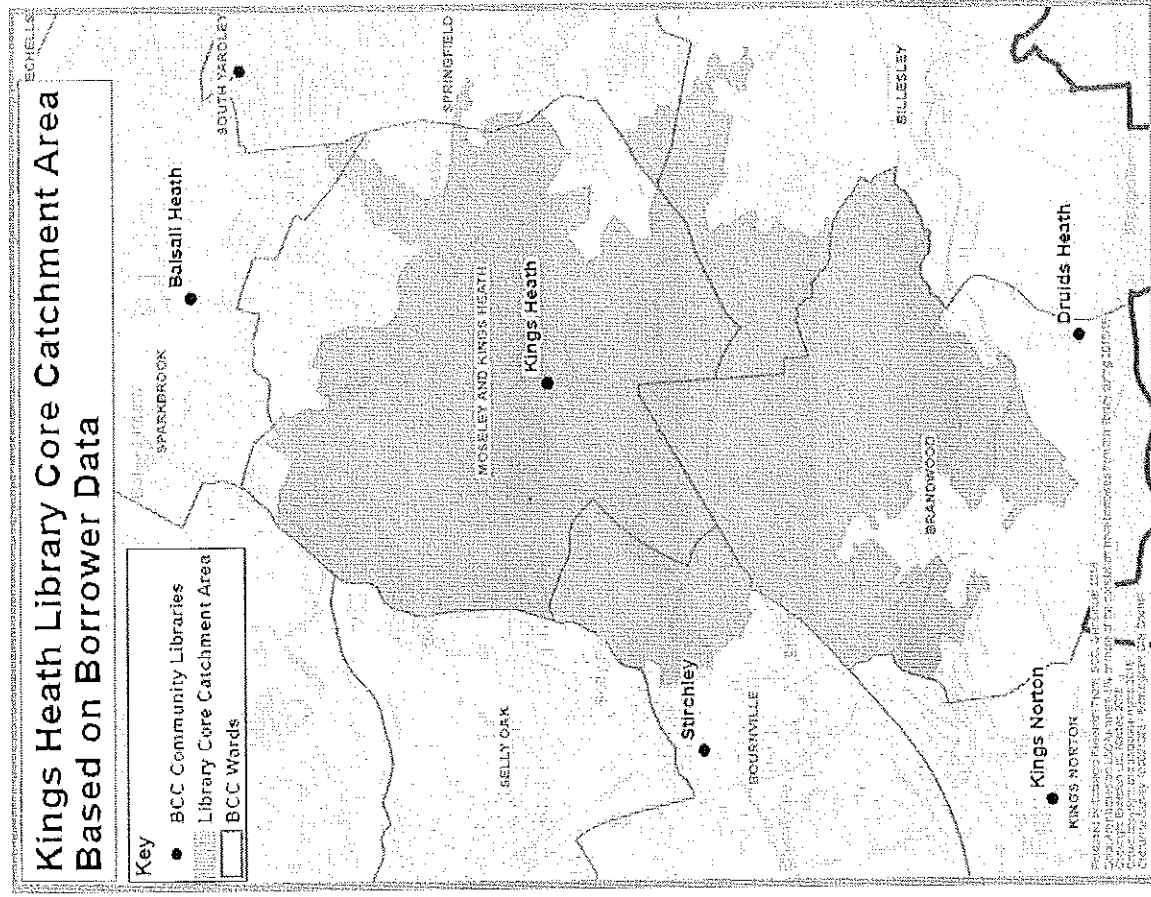 Kings Heath Library Core Catchment Area
Based on Borrower Data
Key
BCC Community Libraries
Library Core Catchment Area
BCC Wards
SOUTH YARDLEY
Balsall Heath
SPARKBROOK
SPRINGFIELD
MOSELEY AND KINGS HEATH
Kings Heath
SELLY OAK
Stirchley
BOURNVILLE
BILLESLEY
BRANDWOOD
Druids Heath
Kings Norton
KINGS NORTON